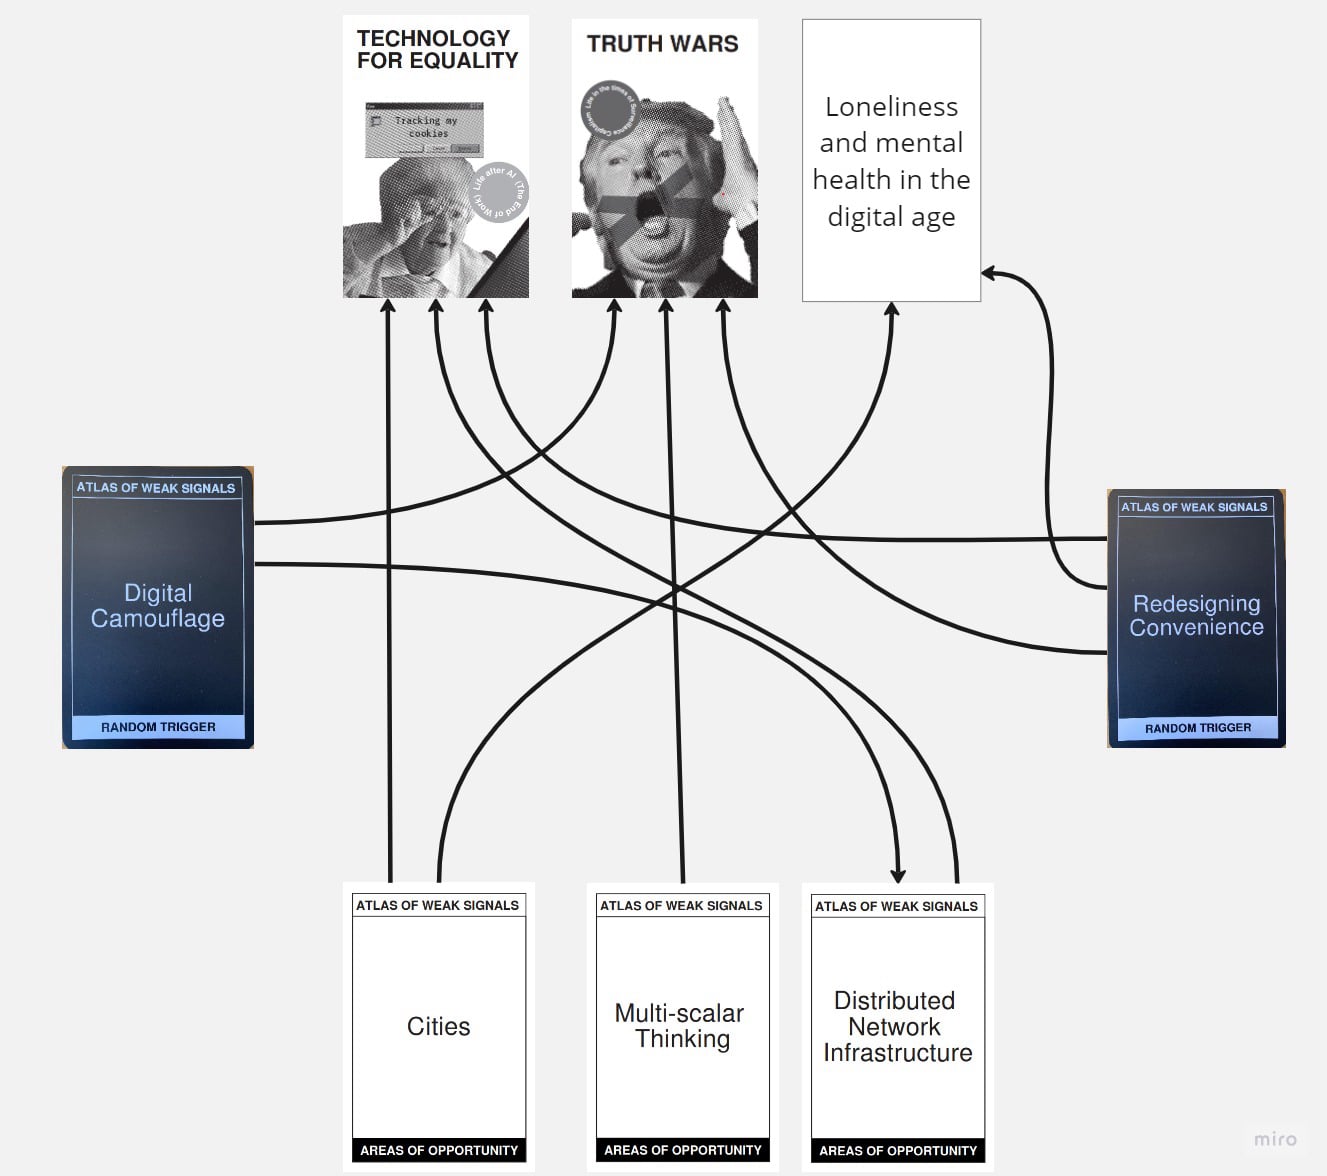 TECHNOLOGY
FOR EQUALITY
Tracking my
cookies
Life after AI (The End of Work)
TRUTH WARS
Life in the times of Surveillance Capitalism
Loneliness
and mental
health in the
digital age
ATLAS OF WEAK SIGNALS
Digital
Camouflage
RANDOM TRIGGER
ATLAS OF WEAK SIGNALS
Redesigning
Convenience
RANDOM TRIGGER
ATLAS OF WEAK SIGNALS
Cities
AREAS OF OPPORTUNITY
ATLAS OF WEAK SIGNALS
Multi-scalar
Thinking
AREAS OF OPPORTUNITY
ATLAS OF WEAK SIGNALS
Distributed
Network
Infrastructure
AREAS OF OPPORTUNITY
miro